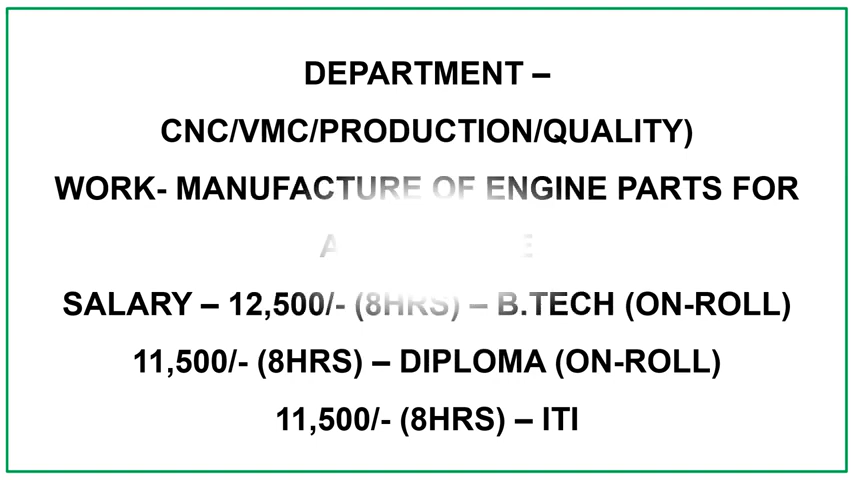 DEPARTMENT –
CNC/VMC/PRODUCTION/QUALITY)
WORK- MANUFACTURE OF ENGINE PARTS FOR
SALARY – 12,500/- (8HRS) – B.TECH (ON-ROLL)
11,500/- (8HRS) – DIPLOMA (ON-ROLL)
11,500/- (8HRS) – ITI